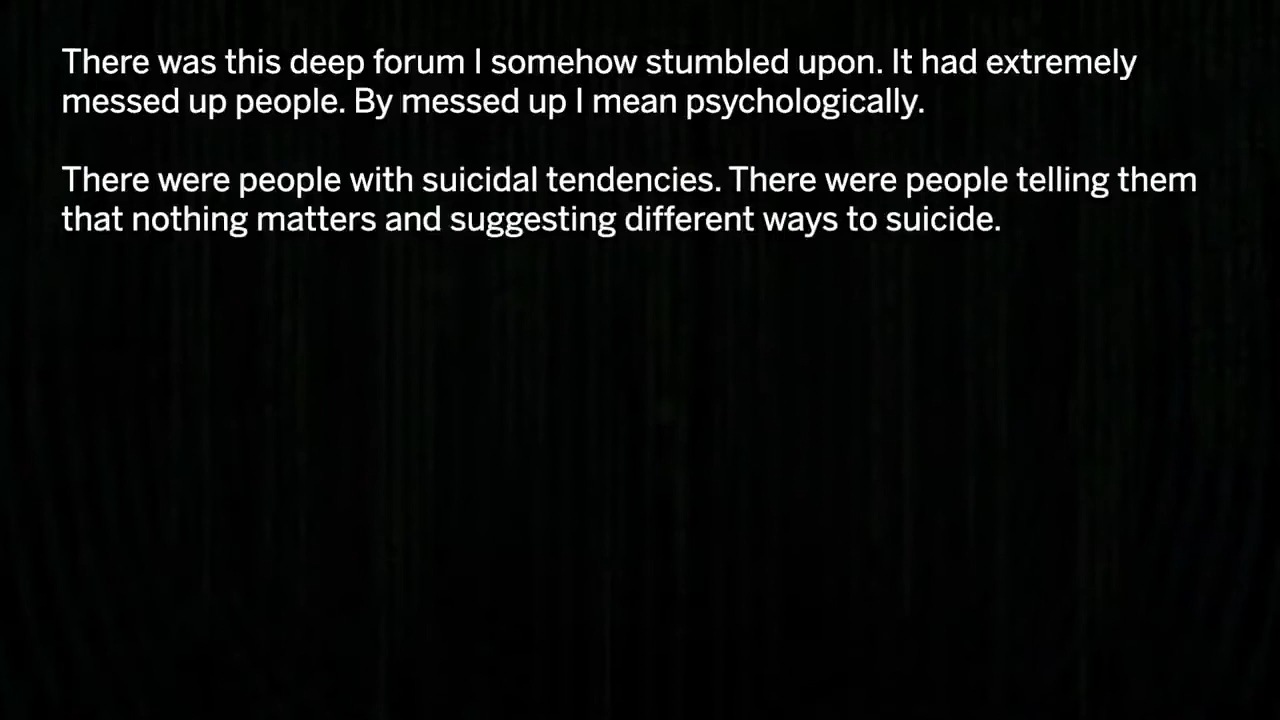 There was this deep forum I somehow stumbled upon. It had extremely
messed up people. By messed up I mean psychologically.
There were people with suicidal tendencies. There were people telling them
that nothing matters and suggesting different ways to suicide.